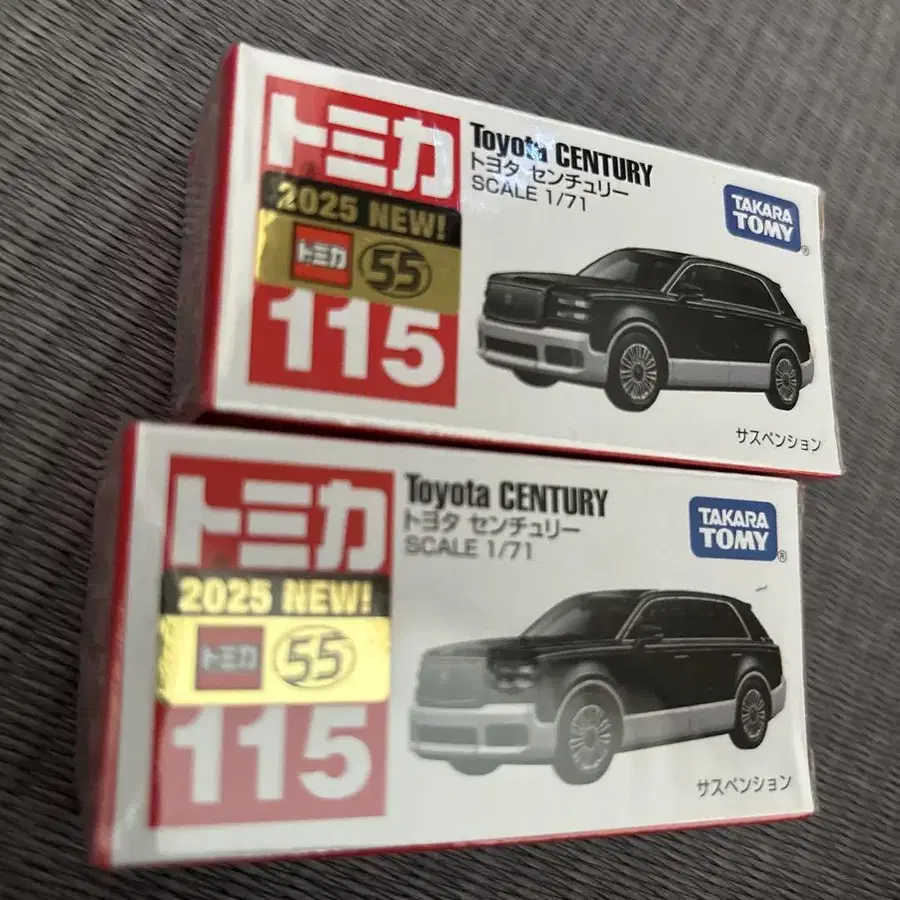 トミカ
2025 NEW!
トミカ 55
115
Toyota CENTURY
トヨタ センチュリー
SCALE 1/71
TAKARA
TOMY
®
サスペンション
トミカ
2025 NEW!
トミカ 55
115
Toyota CENTURY
トヨタ センチュリー
SCALE 1/71
TAKARA
TOMY
®
サスペンション